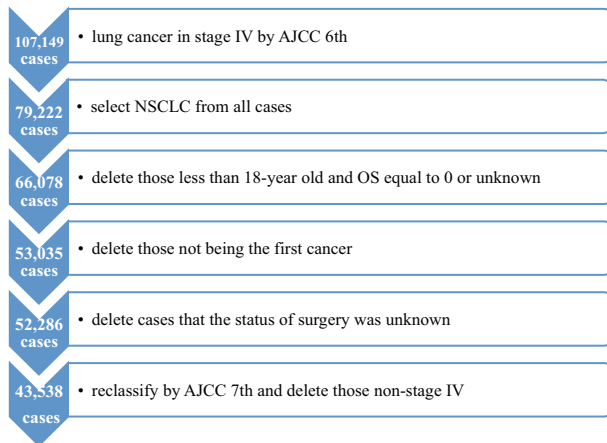 107,149
cases
• lung cancer in stage IV by AJCC 6th
79,222
cases
• select NSCLC from all cases
66,078
cases
• delete those less than 18-year old and OS equal to 0 or unknown
53,035
cases
• delete those not being the first cancer
52,286
cases
• delete cases that the status of surgery was unknown
43,538
cases
• reclassify by AJCC 7th and delete those non-stage IV